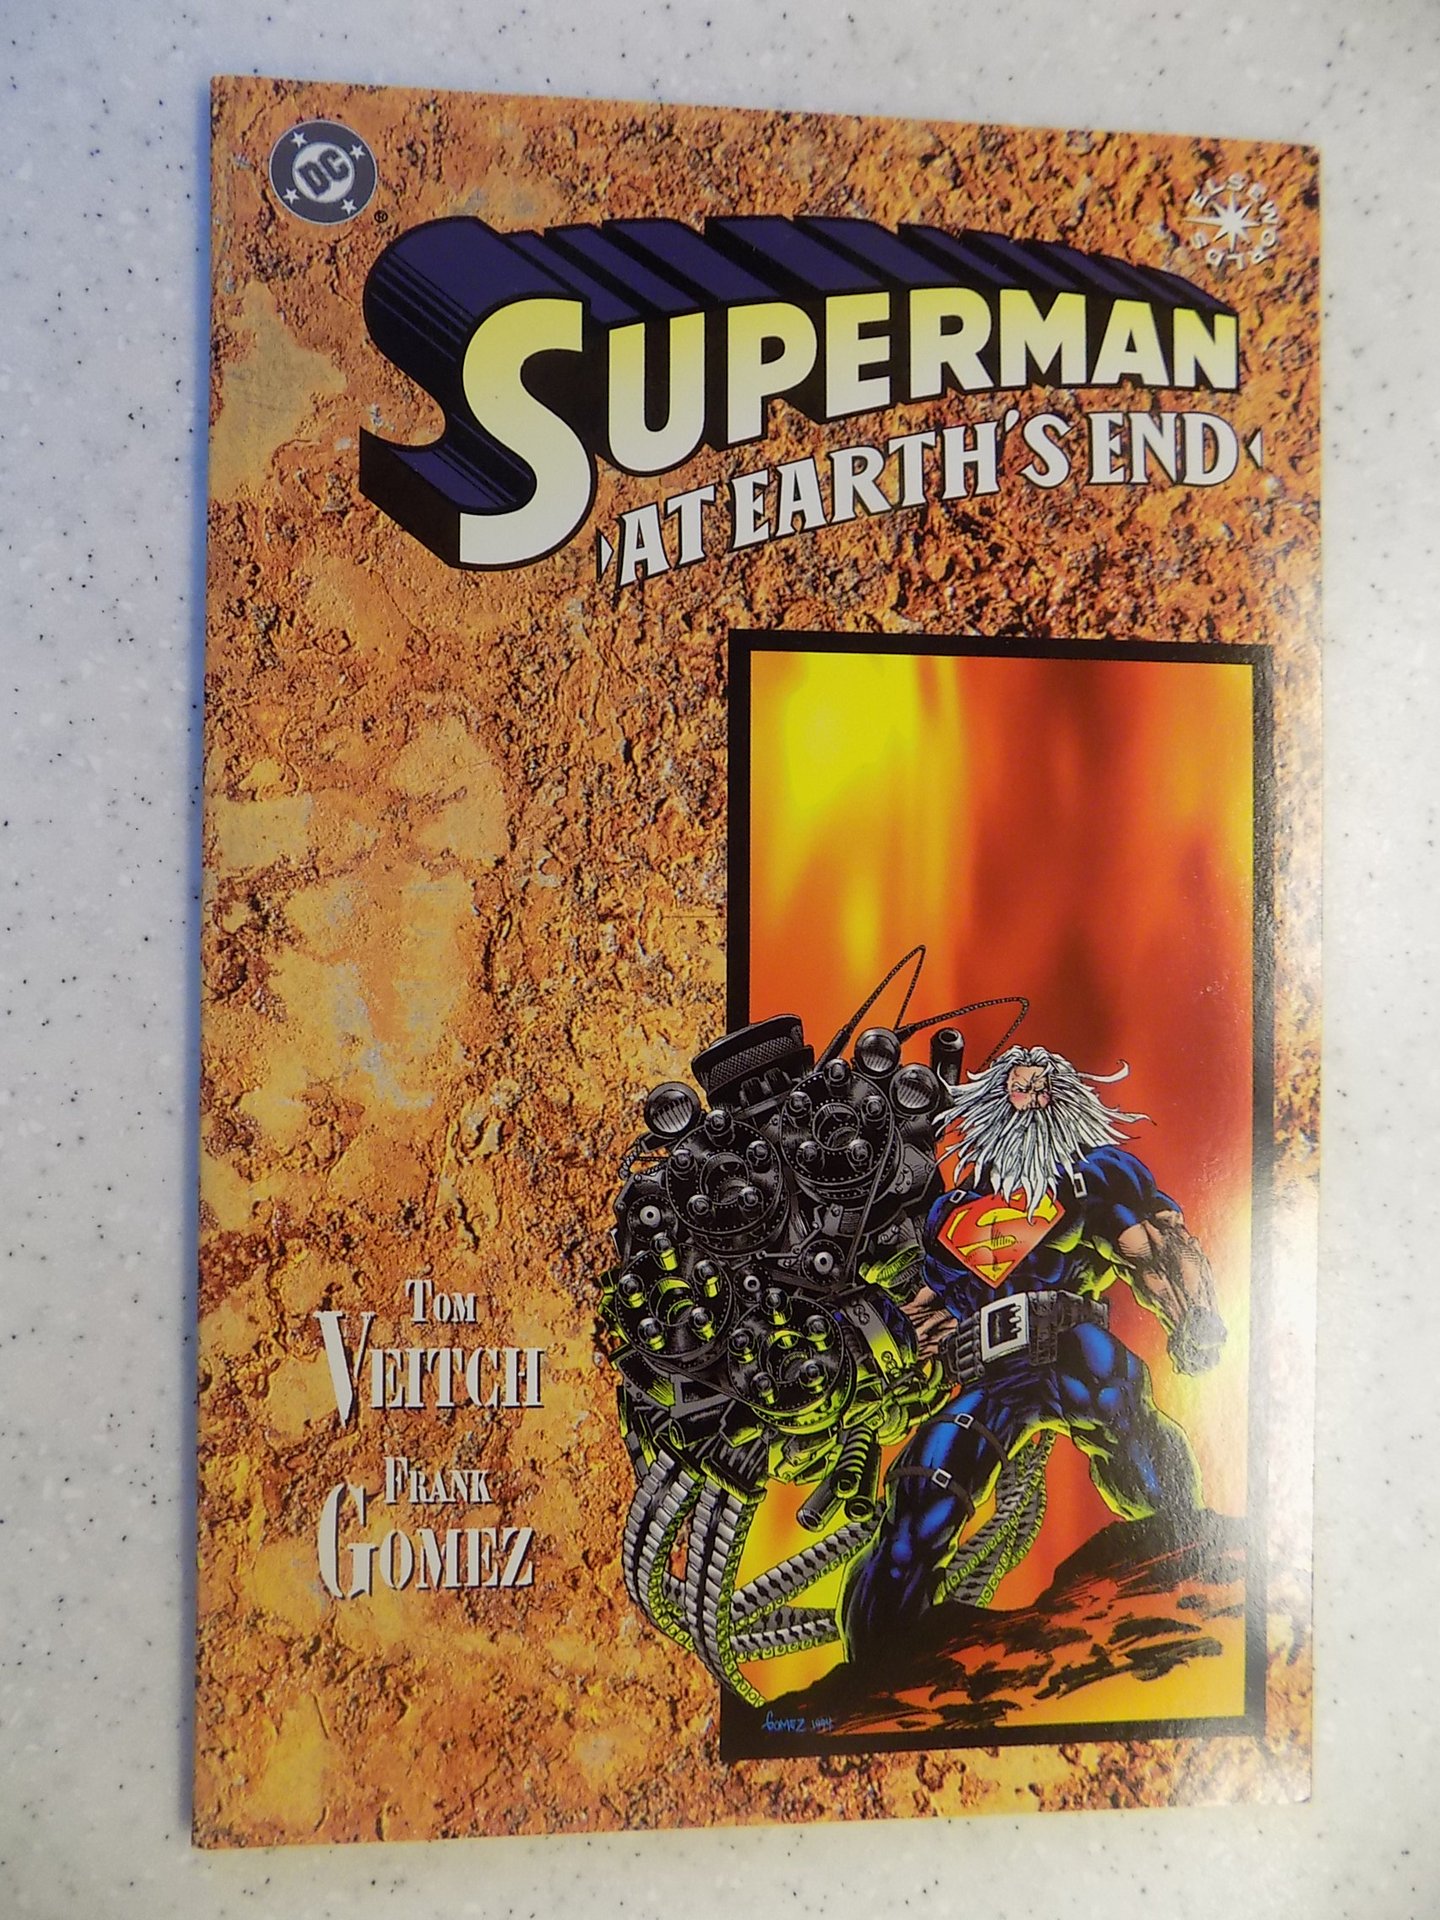 DC
®
ELSEWORLDS
®
SUPERMAN
AT EARTH'S END
TOM
VEITCH
FRANK
GOMEZ
S
GOMEZ 1994